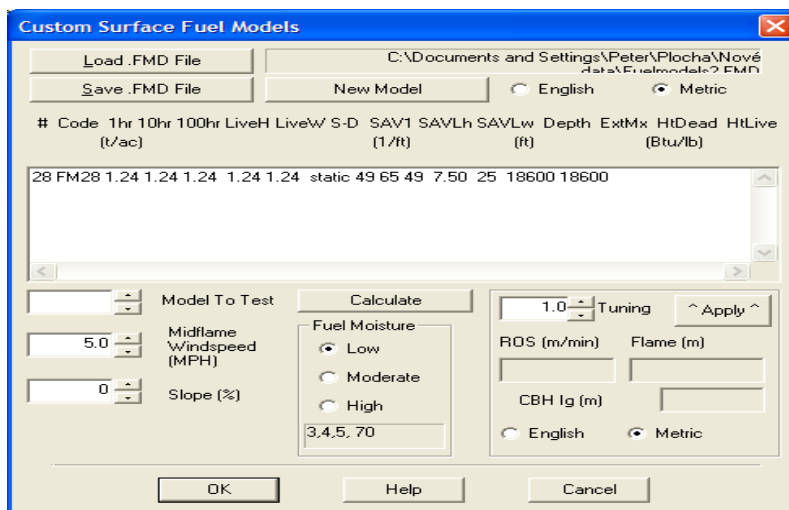 Custom Surface Fuel Models
Load .FMD File
C:\Documents and Settings\Peter\Plocha\Nové
data\Fuelmodels2.FMD
Save .FMD File
New Model
English
Metric
# Code 1hr 10hr 100hr LiveH LiveW S-D SAV1 SAVLh SAVLw Depth ExtMx HtDead HtLive
(t/ac) (1/ft) (ft) (Btu/lb)
28 FM28 1.24 1.24 1.24 1.24 1.24 static 49 65 49 7.50 25 18600 18600
Model To Test
5.0
Midflame
Windspeed
(MPH)
0
Slope (%)
Calculate
Fuel Moisture
Low
Moderate
High
3,4,5, 70
1.0
Tuning
^ Apply ^
ROS (m/min)
Flame (m)
CBH Ig (m)
English
Metric
OK
Help
Cancel